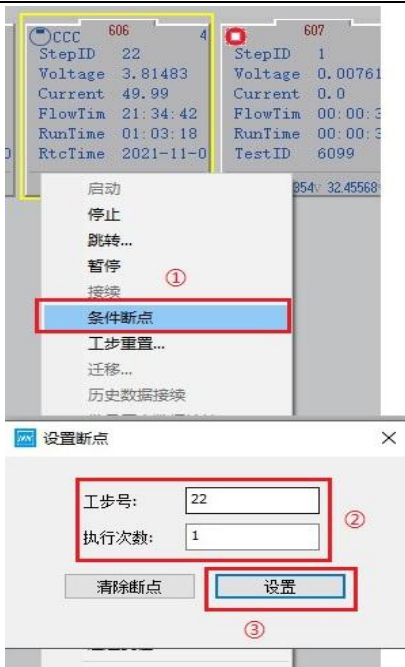 606
CCC 4
StepID 22
Voltage 3.81483
Current 49.99
FlowTim 21:34:42
RunTime 01:03:18
RtcTime 2021-11-0
607
StepID 1
Voltage 0.00761
Current 0.0
FlowTim 00:00:3
RunTime 00:00:3
TestID 6099
354V 32.45568
启动
停止
跳转...
暂停
①
接续
条件断点
工步重置...
迁移...
历史数据接续
设置断点
工步号: 22
②
执行次数: 1
清除断点 设置
③